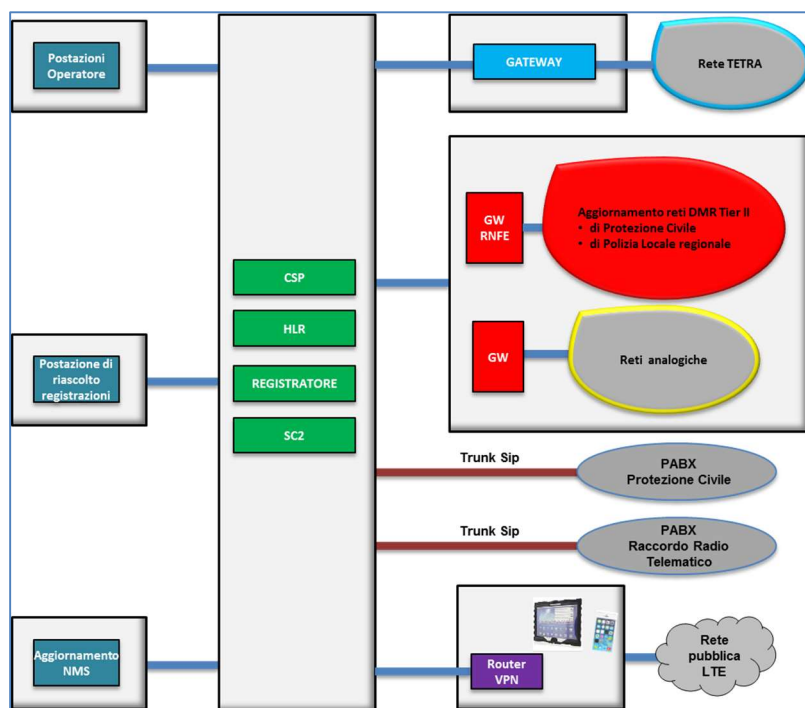 Postazioni
Operatore
GATEWAY
Rete TETRA
GW
RNFE
Aggiornamento reti DMR Tier II
• di Protezione Civile
• di Polizia Locale regionale
CSP
HLR
REGISTRATORE
SC2
GW
Reti analogiche
Postazione di
riascolto
registrazioni
Trunk Sip
PABX
Protezione Civile
Trunk Sip
PABX
Raccordo Radio
Telematico
Aggiornamento
NMS
Router
VPN
Rete
pubblica
LTE